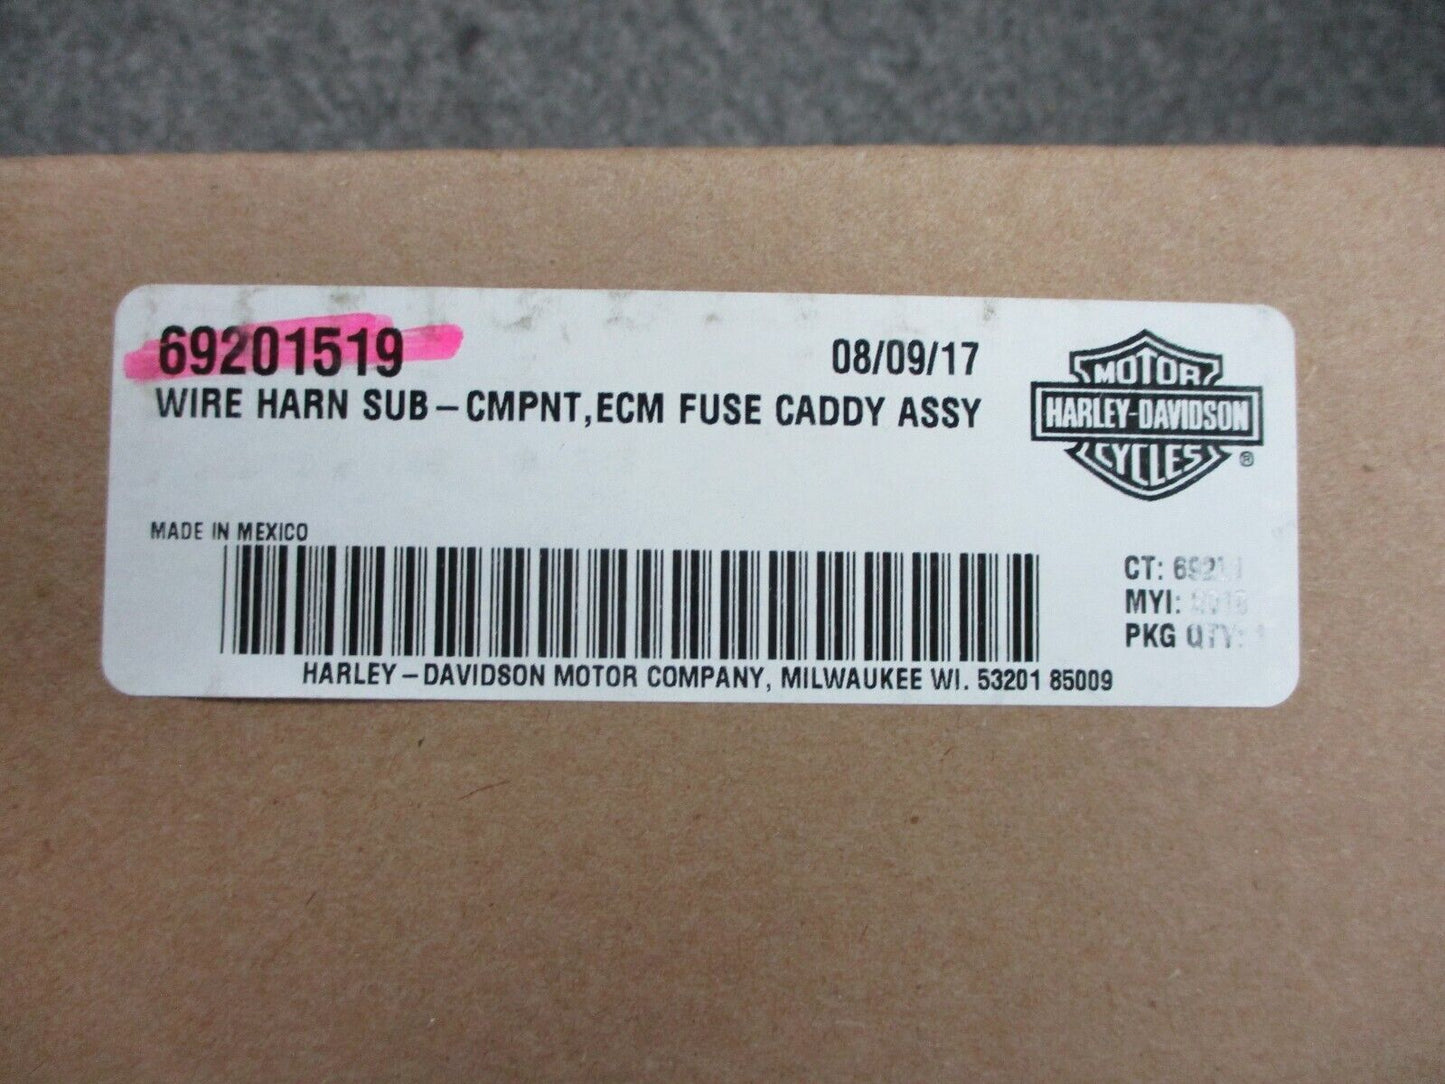 69201519
08/09/17
WIRE HARN SUB-CMPNT,ECM FUSE CADDY ASSY
MOTOR
HARLEY-DAVIDSON
CYCLES
®
MADE IN MEXICO
CT:
MYI:
PKG QTY:
HARLEY-DAVIDSON MOTOR COMPANY, MILWAUKEE WI. 53201 85009